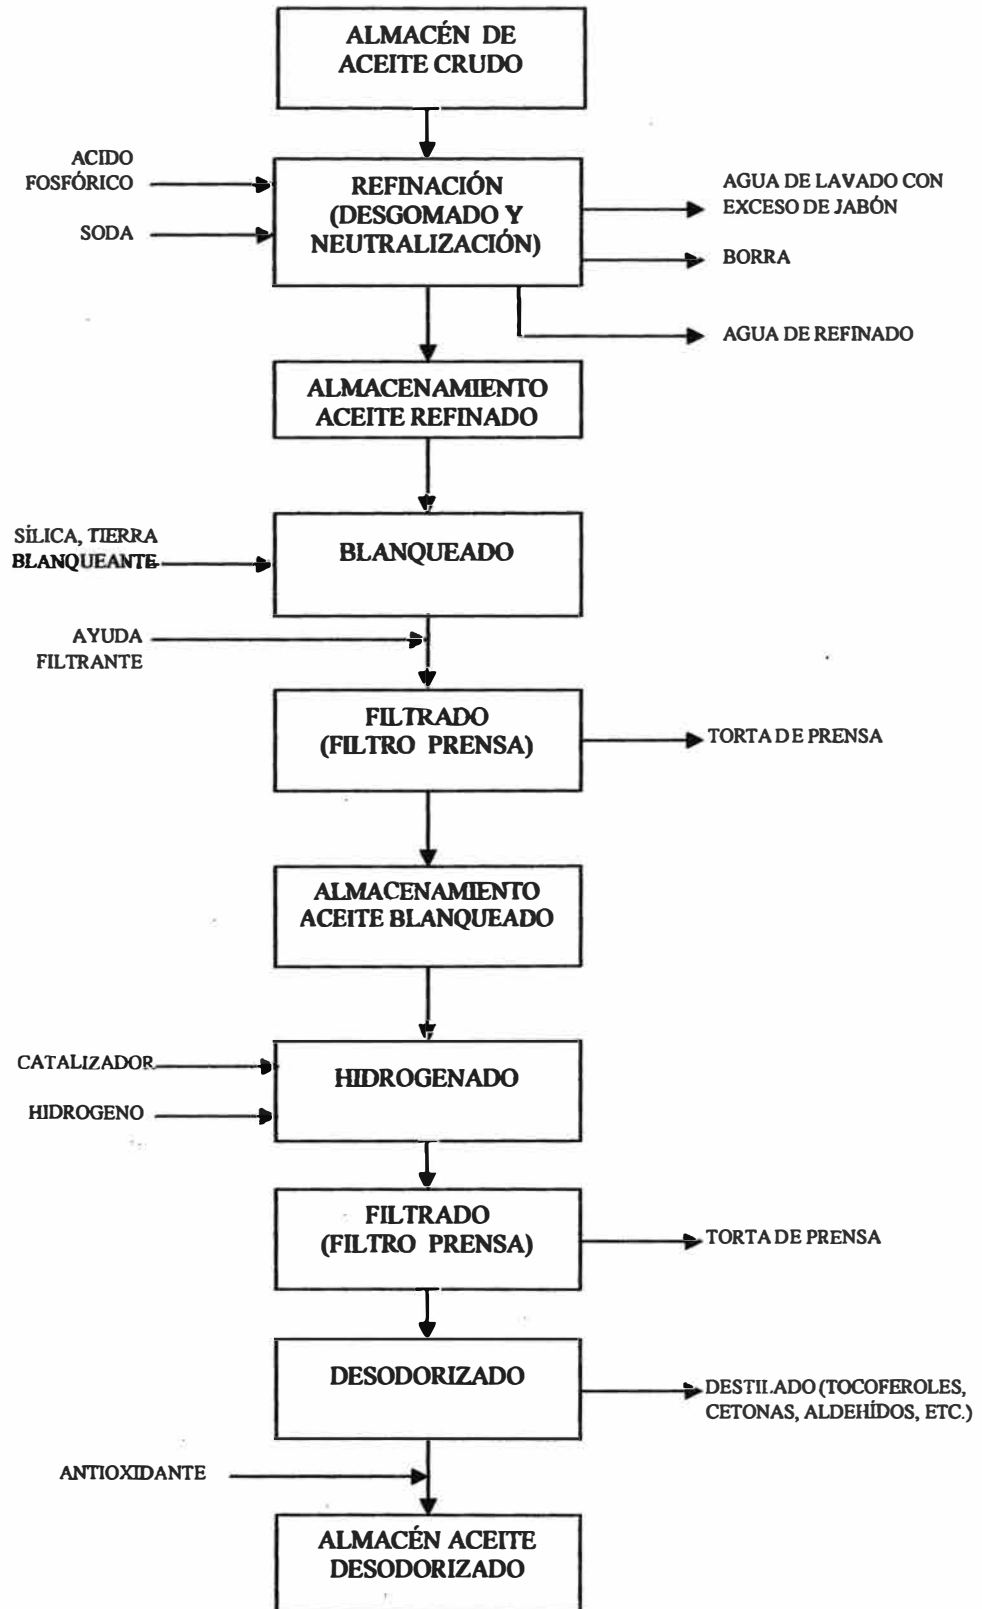 ALMACÉN DE
ACEITE CRUDO
ACIDO
FOSFÓRICO
SODA
REFINACIÓN
(DESGOMADO Y
NEUTRALIZACIÓN)
AGUA DE LAVADO CON
EXCESO DE JABÓN
BORRA
AGUA DE REFINADO
ALMACENAMIENTO
ACEITE REFINADO
SÍLICA, TIERRA
BLANQUEANTE
BLANQUEADO
AYUDA
FILTRANTE
FILTRADO
(FILTRO PRENSA)
TORTA DE PRENSA
ALMACENAMIENTO
ACEITE BLANQUEADO
CATALIZADOR
HIDROGENO
HIDROGENADO
FILTRADO
(FILTRO PRENSA)
TORTA DE PRENSA
DESODORIZADO
DESTILADO (TOCOFEROLES,
CETONAS, ALDEHÍDOS, ETC.)
ANTIOXIDANTE
ALMACÉN ACEITE
DESODORIZADO